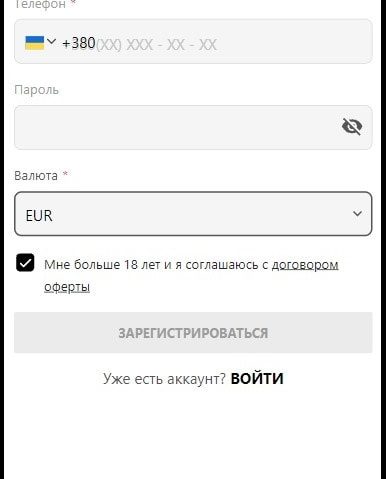 Телефон *
+380(XX) XXX - XX - XX
Пароль
Валюта *
EUR
Мне больше 18 лет и я соглашаюсь с договором
оферты
ЗАРЕГИСТРИРОВАТЬСЯ
Уже есть аккаунт? ВОЙТИ